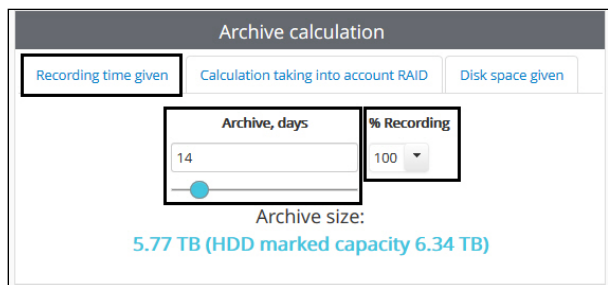 Archive calculation
Recording time given
Calculation taking into account RAID
Disk space given
Archive, days
% Recording
14
100
Archive size:
5.77 TB (HDD marked capacity 6.34 TB)